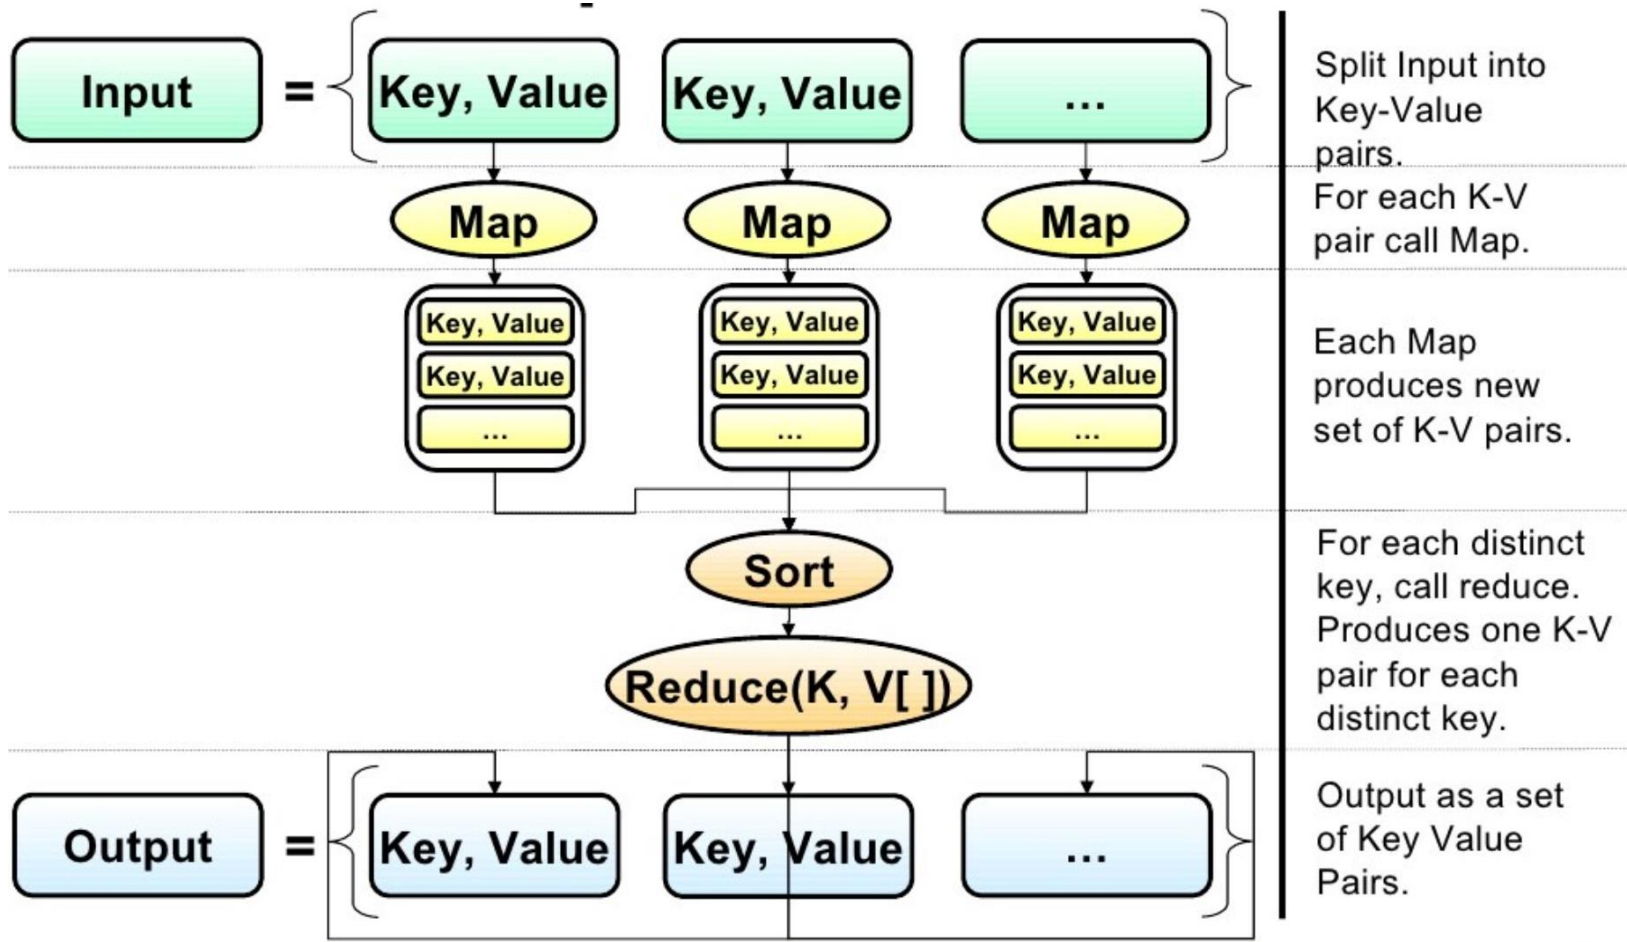 Input
=
Key, Value
Key, Value
...
Split Input into
Key-Value
pairs.
Map
Map
Map
For each K-V
pair call Map.
Key, Value
Key, Value
...
Key, Value
Key, Value
...
Key, Value
Key, Value
...
Each Map
produces new
set of K-V pairs.
Sort
Reduce(K, V[ ])
For each distinct
key, call reduce.
Produces one K-V
pair for each
distinct key.
Output
=
Key, Value
Key, Value
...
Output as a set
of Key Value
Pairs.